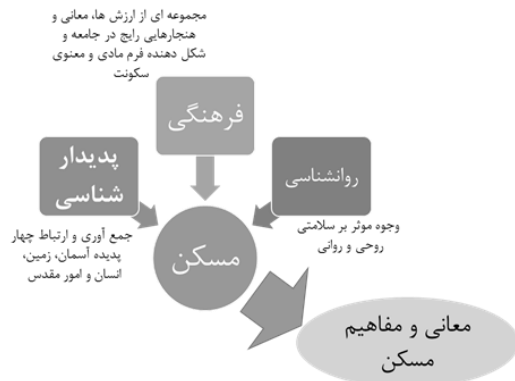 مجموعه ای از ارزش ها، معانی و
هنجارهایی رایج در جامعه و
شکل دهنده فرم مادی و معنوی
سکونت
فرهنگی
پدیدار
شناسی
روانشناسی
جمع آوری و ارتباط چهار
پدیده آسمان، زمین،
انسان و امور مقدس
وجوه موثر بر سلامتی
روحی و روانی
مسکن
معانی و مفاهیم
مسکن